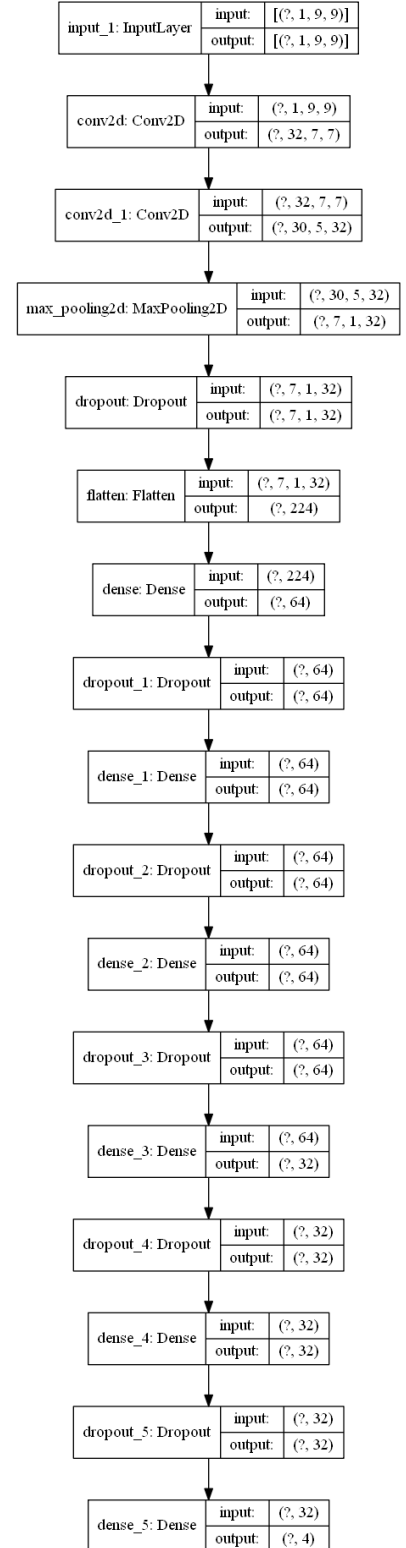 input_1: InputLayer
input: [(?, 1, 9, 9)]
output: [(?, 1, 9, 9)]
conv2d: Conv2D
input: (?, 1, 9, 9)
output: (?, 32, 7, 7)
conv2d_1: Conv2D
input: (?, 32, 7, 7)
output: (?, 30, 5, 32)
max_pooling2d: MaxPooling2D
input: (?, 30, 5, 32)
output: (?, 7, 1, 32)
dropout: Dropout
input: (?, 7, 1, 32)
output: (?, 7, 1, 32)
flatten: Flatten
input: (?, 7, 1, 32)
output: (?, 224)
dense: Dense
input: (?, 224)
output: (?, 64)
dropout_1: Dropout
input: (?, 64)
output: (?, 64)
dense_1: Dense
input: (?, 64)
output: (?, 64)
dropout_2: Dropout
input: (?, 64)
output: (?, 64)
dense_2: Dense
input: (?, 64)
output: (?, 64)
dropout_3: Dropout
input: (?, 64)
output: (?, 64)
dense_3: Dense
input: (?, 64)
output: (?, 32)
dropout_4: Dropout
input: (?, 32)
output: (?, 32)
dense_4: Dense
input: (?, 32)
output: (?, 32)
dropout_5: Dropout
input: (?, 32)
output: (?, 32)
dense_5: Dense
input: (?, 32)
output: (?, 4)